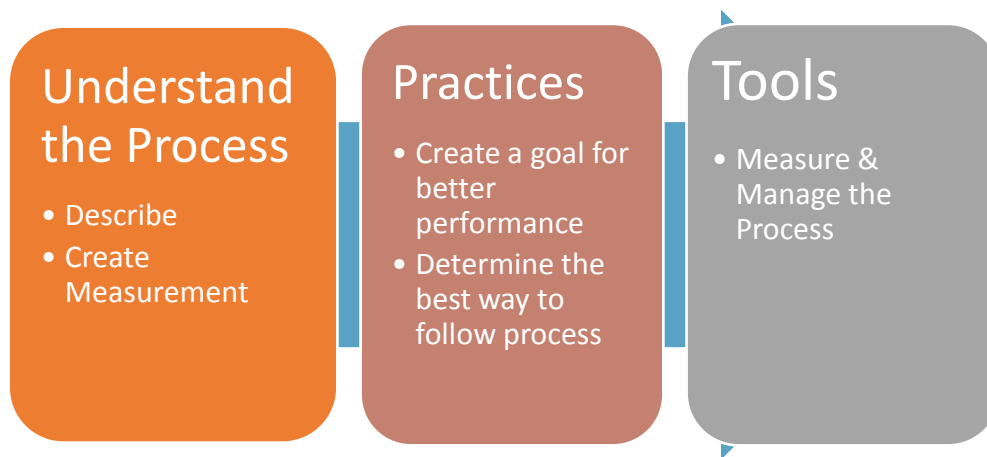 Understand
the Process
• Describe
• Create
Measurement
Practices
• Create a goal for
better
performance
• Determine the
best way to
follow process
Tools
• Measure &
Manage the
Process